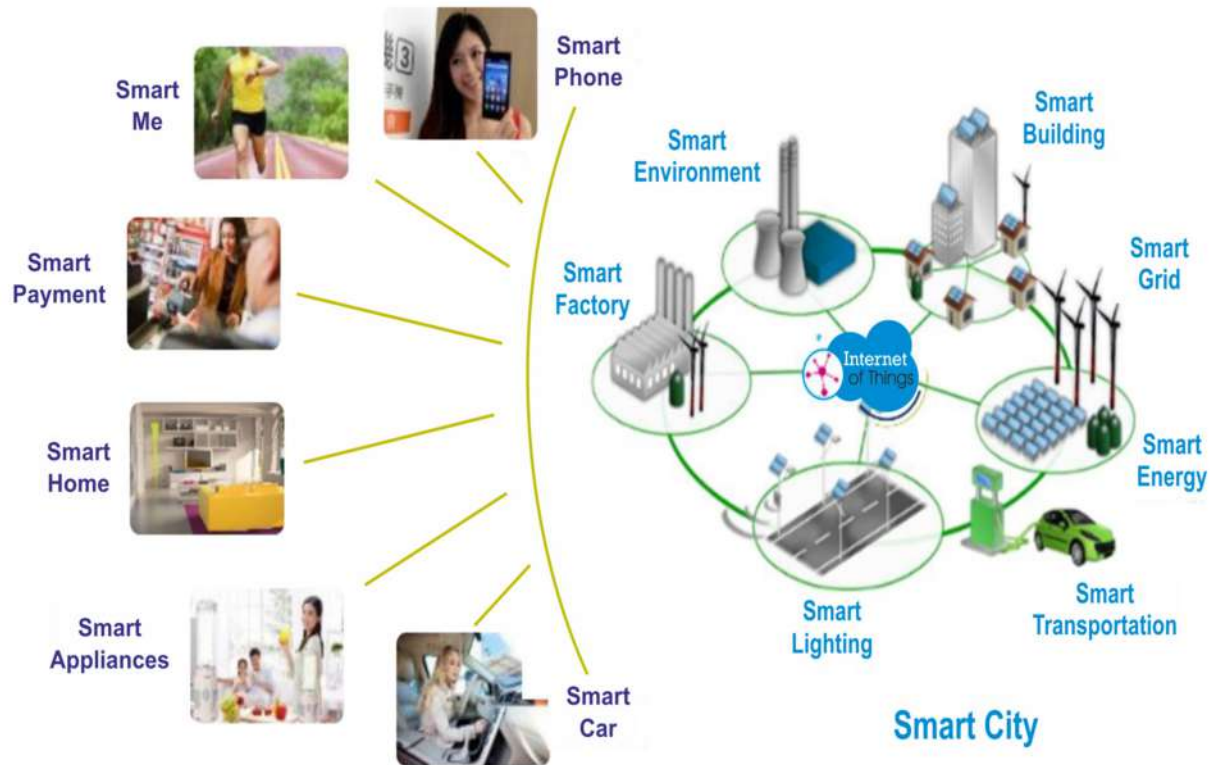 Smart
Phone
Smart
Me
3
Smart
Payment
Smart
Home
Smart
Appliances
Smart
Car
Smart
Building
Smart
Environment
Smart
Grid
Smart
Factory
Internet
of Things
Smart
Energy
Smart
Lighting
Smart
Transportation
Smart City